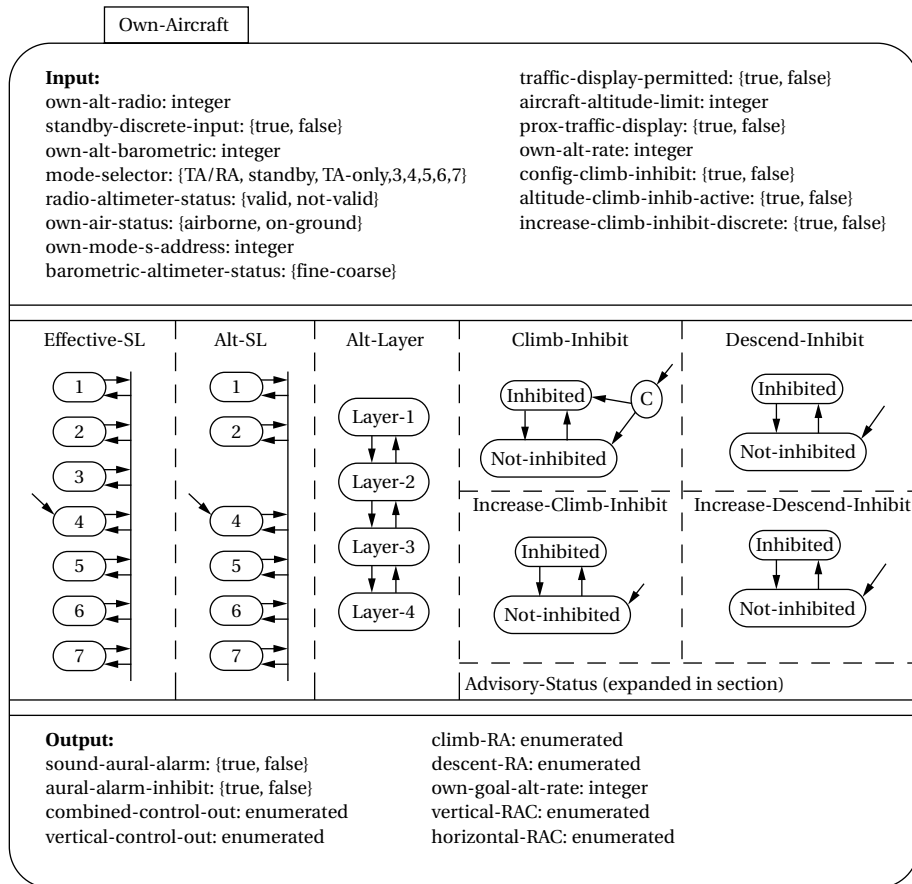 Own-Aircraft
Input:
own-alt-radio: integer
standby-discrete-input: {true, false}
own-alt-barometric: integer
mode-selector: {TA/RA, standby, TA-only,3,4,5,6,7}
radio-altimeter-status: {valid, not-valid}
own-air-status: {airborne, on-ground}
own-mode-s-address: integer
barometric-altimeter-status: {fine-coarse}
traffic-display-permitted: {true, false}
aircraft-altitude-limit: integer
prox-traffic-display: {true, false}
own-alt-rate: integer
config-climb-inhibit: {true, false}
altitude-climb-inhib-active: {true, false}
increase-climb-inhibit-discrete: {true, false}
Effective-SL
1
2
3
4
5
6
7
Alt-SL
1
2
4
5
6
7
Alt-Layer
Layer-1
Layer-2
Layer-3
Layer-4
Climb-Inhibit
Inhibited
C
Not-inhibited
Descend-Inhibit
Inhibited
Not-inhibited
Increase-Climb-Inhibit
Inhibited
Not-inhibited
Increase-Descend-Inhibit
Inhibited
Not-inhibited
Advisory-Status (expanded in section)
Output:
sound-aural-alarm: {true, false}
aural-alarm-inhibit: {true, false}
combined-control-out: enumerated
vertical-control-out: enumerated
climb-RA: enumerated
descent-RA: enumerated
own-goal-alt-rate: integer
vertical-RAC: enumerated
horizontal-RAC: enumerated